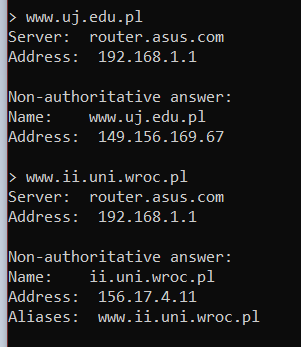 > www.uj.edu.pl
Server:  router.asus.com
Address:  192.168.1.1

Non-authoritative answer:
Name:    www.uj.edu.pl
Address:  149.156.169.67

> www.ii.uni.wroc.pl
Server:  router.asus.com
Address:  192.168.1.1

Non-authoritative answer:
Name:    ii.uni.wroc.pl
Address:  156.17.4.11
Aliases:  www.ii.uni.wroc.pl